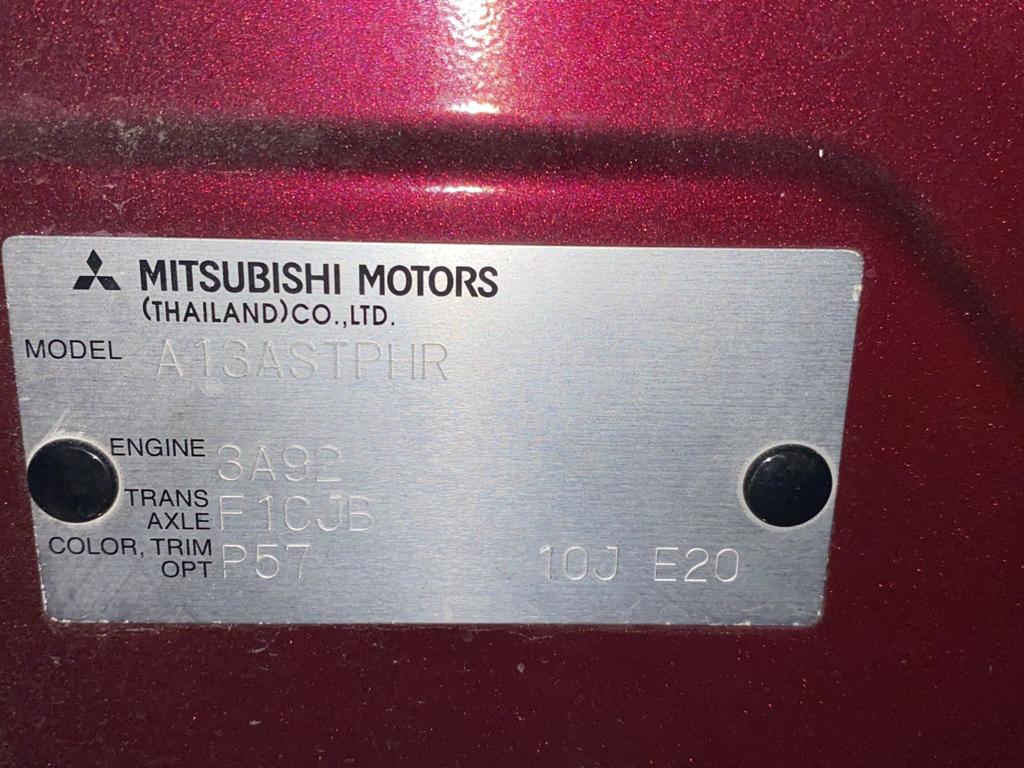 MITSUBISHI MOTORS
(THAILAND)CO.,LTD.
MODEL A13ASTPHR
ENGINE 3A92
TRANS AXLE F1CJB
COLOR, TRIM OPT P57 10J E20